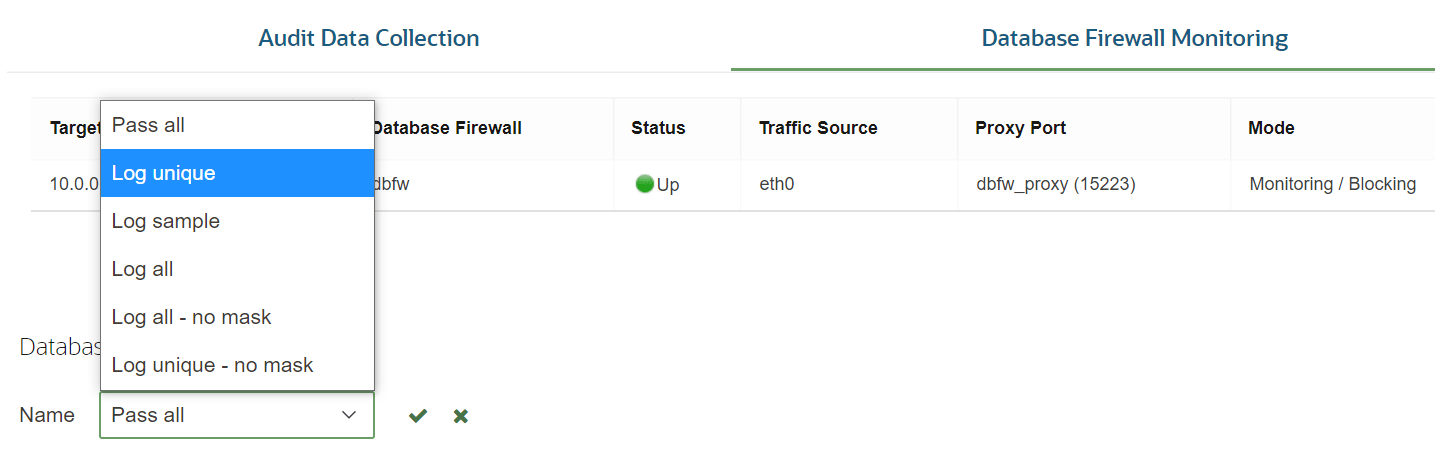 Audit Data Collection Database Firewall Monitoring
Target Database Firewall Status Traffic Source Proxy Port Mode
10.0.0 dbfw Up eth0 dbfw_proxy (15223) Monitoring / Blocking
Pass all
Log unique
Log sample
Log all
Log all - no mask
Log unique - no mask
Name Pass all